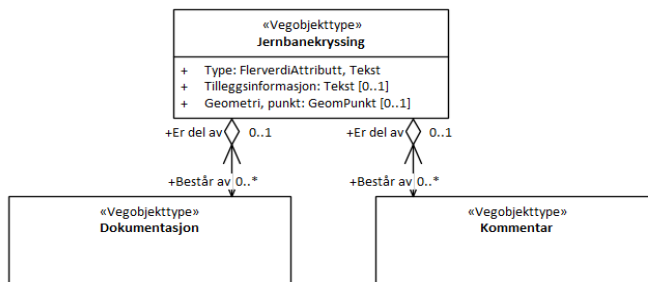 «Vegobjekttype»
Jernbanekryssing
+ Type: FlerverdiAttributt, Tekst
+ Tilleggsinformasjon: Tekst [0..1]
+ Geometri, punkt: GeomPunkt [0..1]
+Er del av 0..1 +Er del av 0..1
+Består av 0..* +Består av 0..*
«Vegobjekttype» «Vegobjekttype»
Dokumentasjon Kommentar